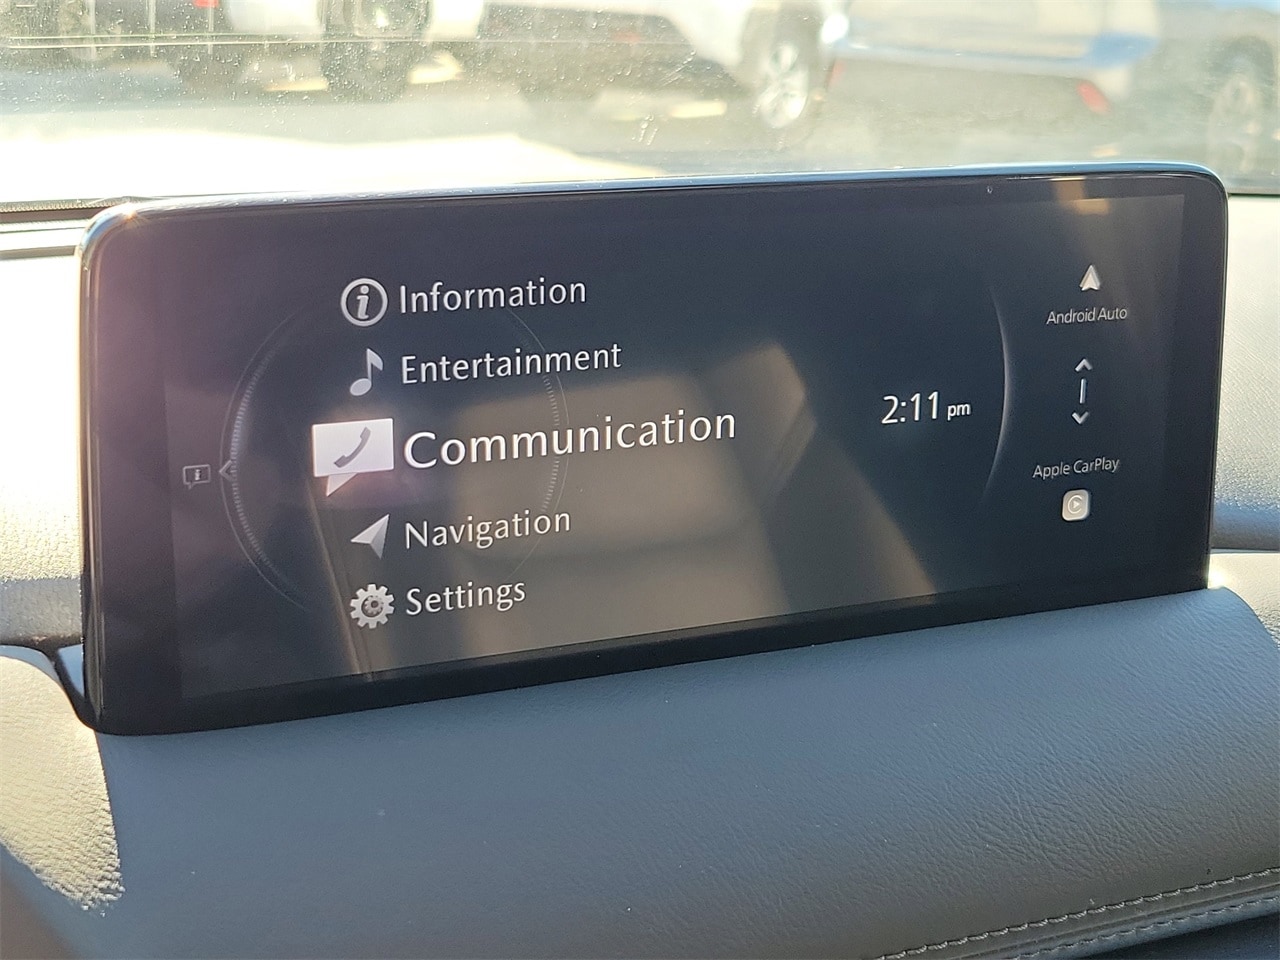 Information
Entertainment
Communication
Navigation
Settings
2:11 pm
Android Auto
Apple CarPlay